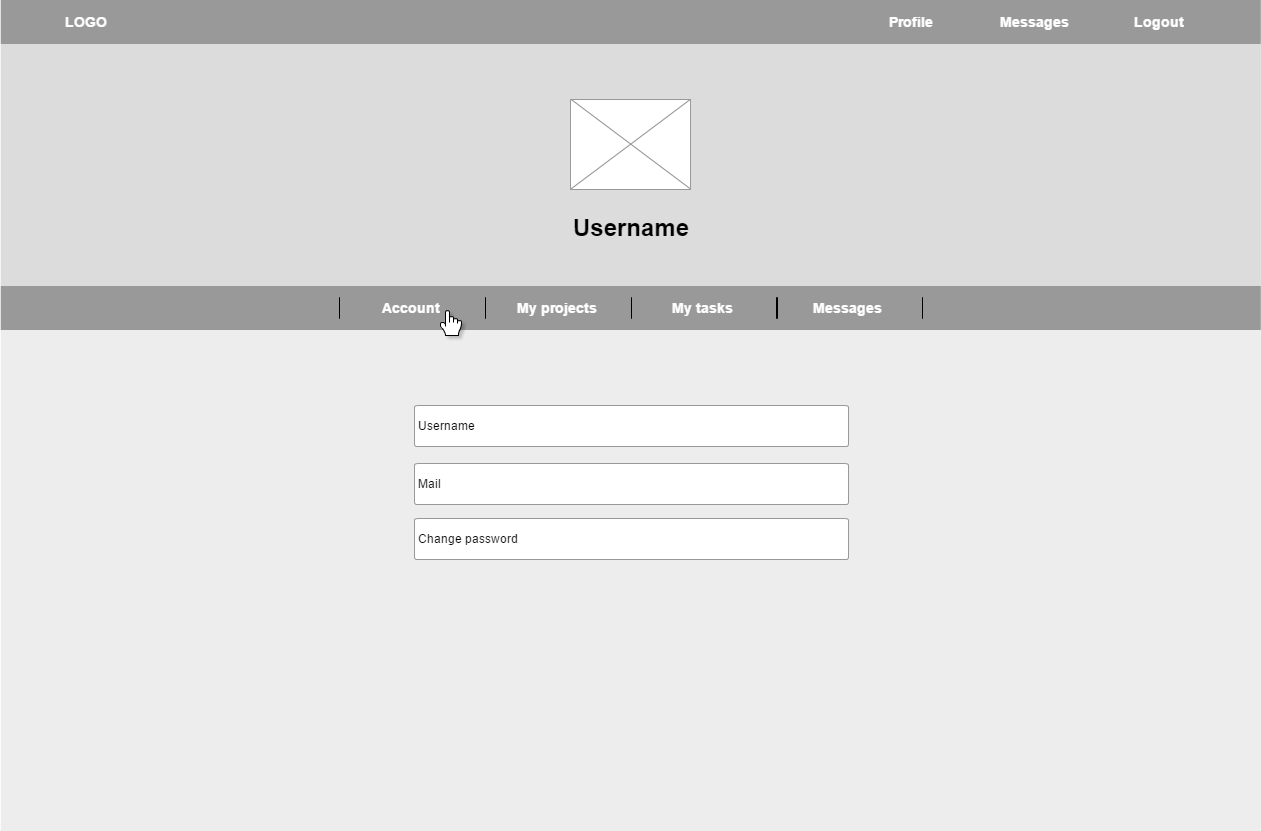 LOGO Profile Messages Logout
Username
Account My projects My tasks Messages
Username
Mail
Change password